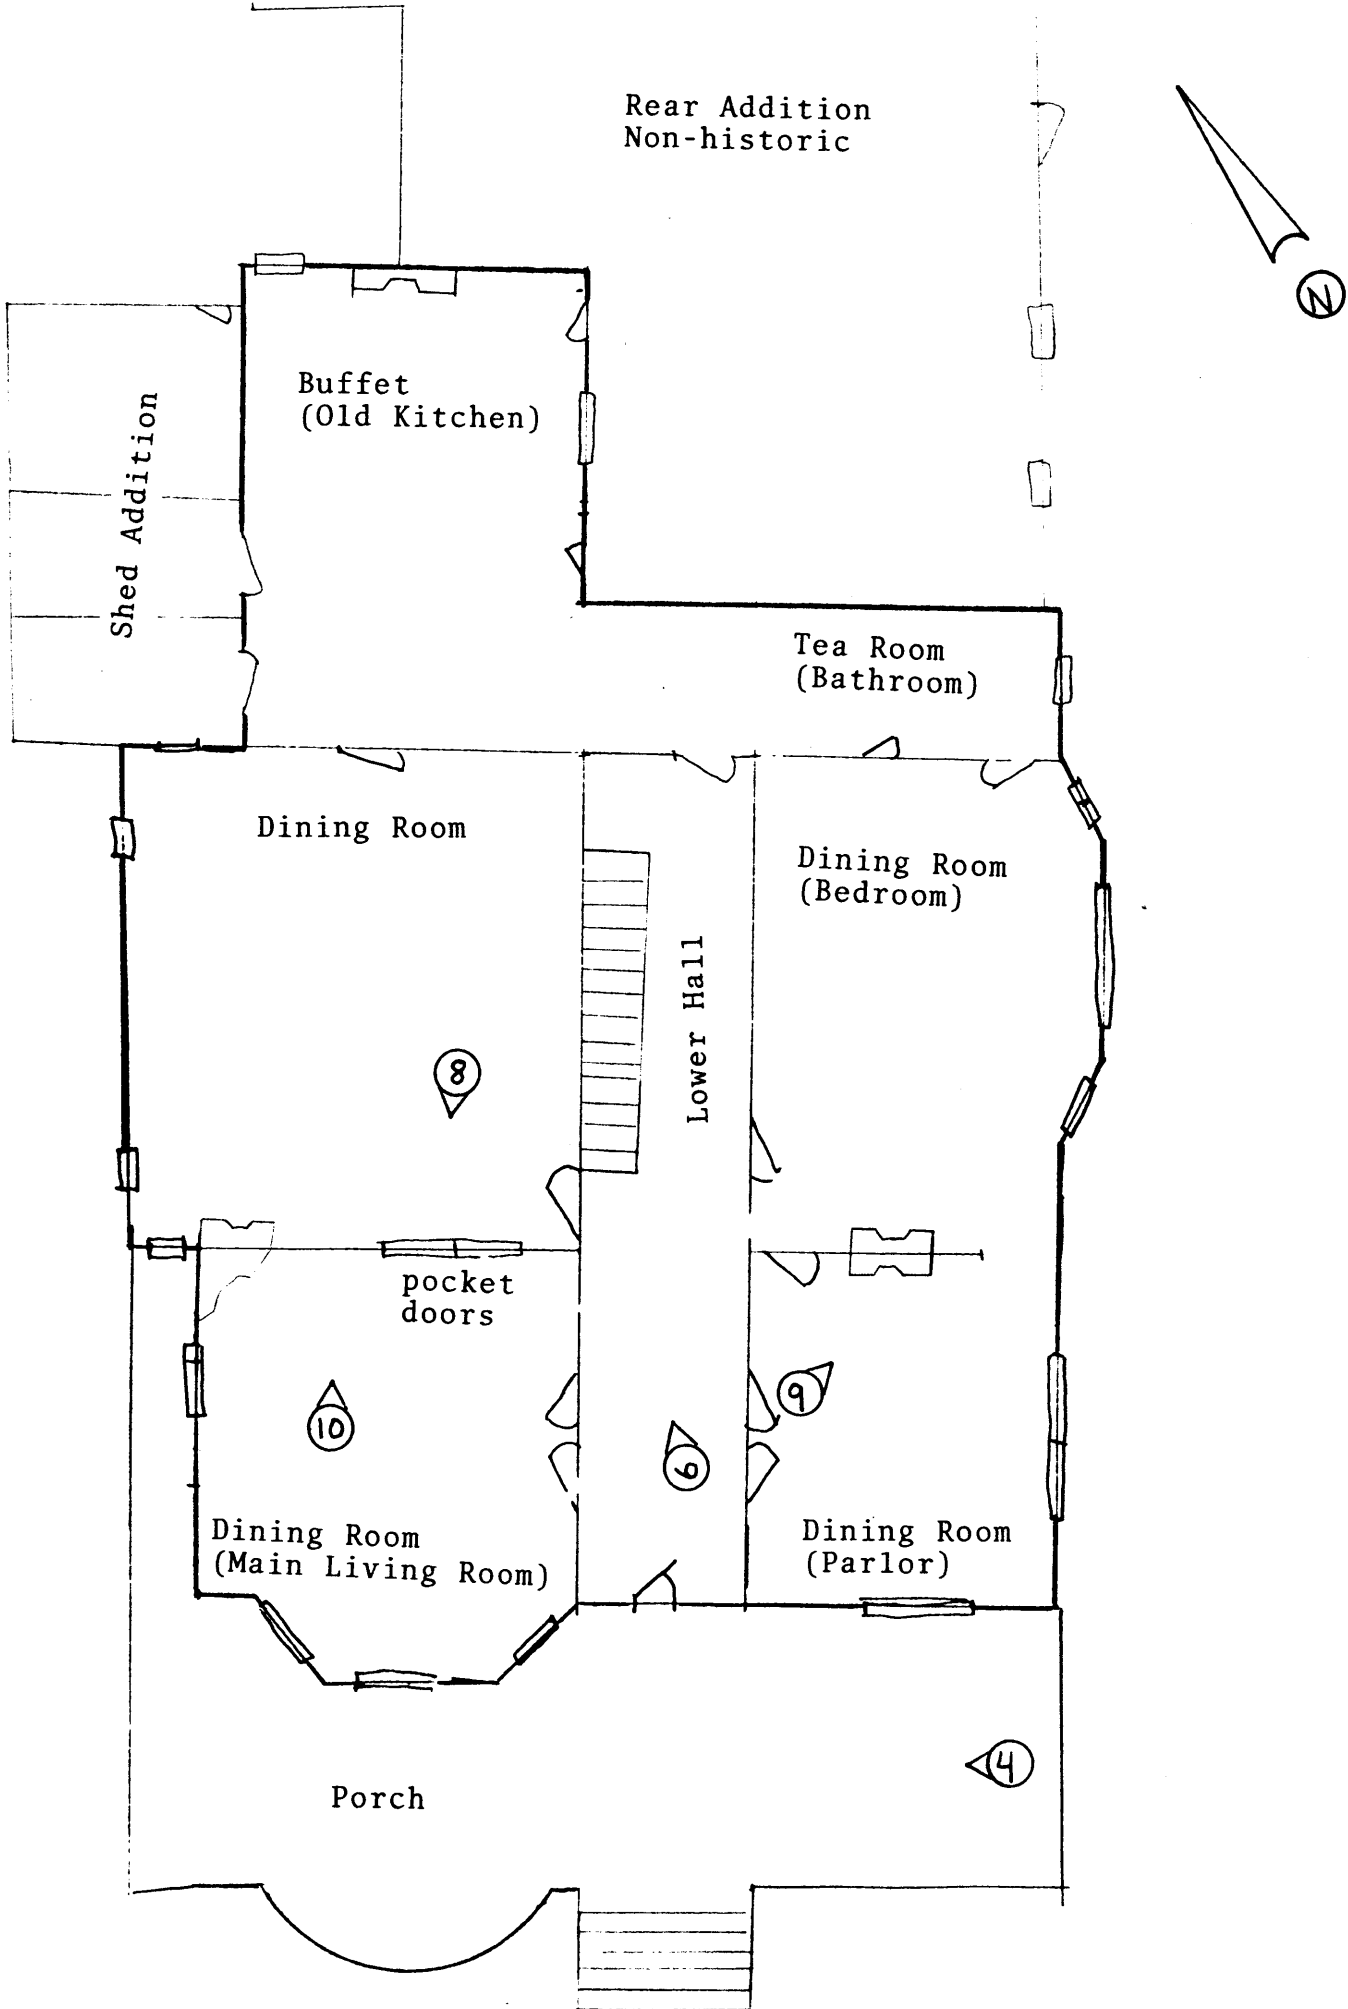 Rear Addition
Non-historic
N
Buffet
(Old Kitchen)
Shed Addition
Tea Room
(Bathroom)
Dining Room
Dining Room
(Bedroom)
Lower Hall
8
pocket
doors
9
10
6
Dining Room
(Main Living Room)
Dining Room
(Parlor)
4
Porch